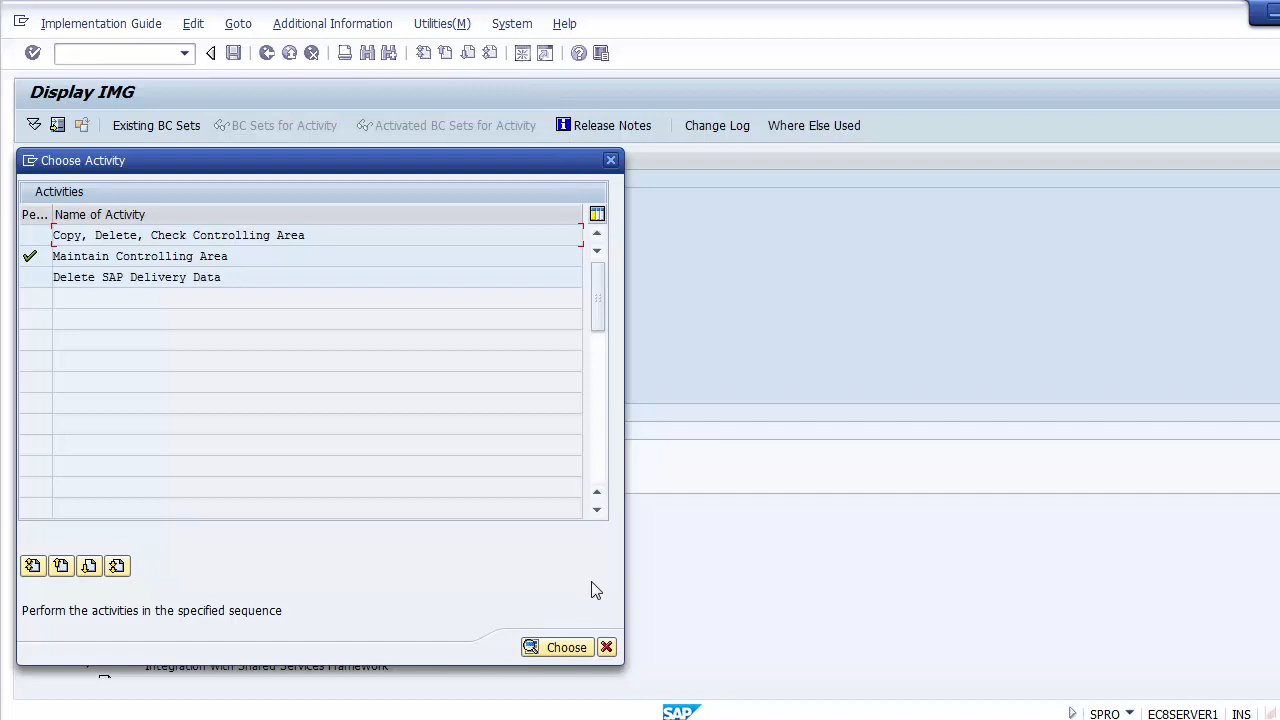 Implementation Guide Edit Goto Additional Information Utilities(M) System Help
Display IMG
Existing BC Sets BC Sets for Activity Activated BC Sets for Activity Release Notes Change Log Where Else Used
Choose Activity
Activities
Pe... Name of Activity
Copy, Delete, Check Controlling Area
Maintain Controlling Area
Delete SAP Delivery Data
Perform the activities in the specified sequence
Choose
Integration with Shared Services Framework
SAP SPRO EC8SERVER1 INS